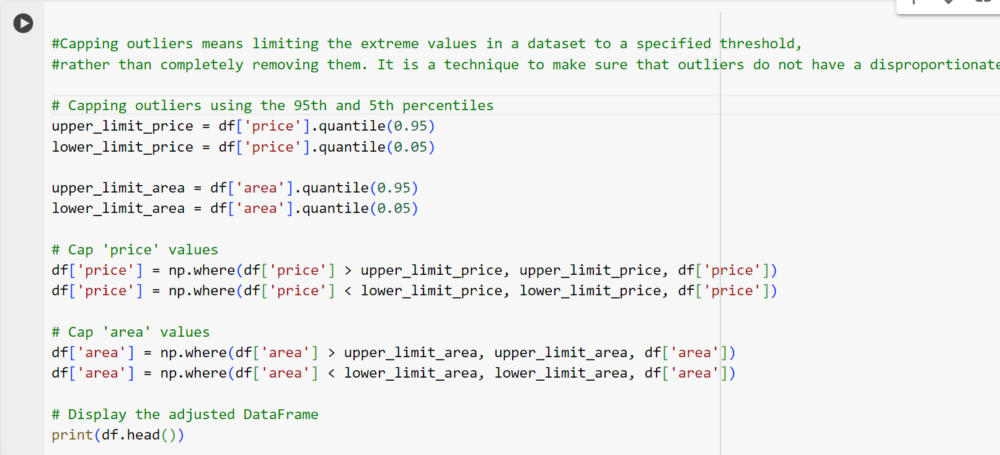 #Capping outliers means limiting the extreme values in a dataset to a specified threshold,
#rather than completely removing them. It is a technique to make sure that outliers do not have a disproportionate
# Capping outliers using the 95th and 5th percentiles
upper_limit_price = df['price'].quantile(0.95)
lower_limit_price = df['price'].quantile(0.05)
upper_limit_area = df['area'].quantile(0.95)
lower_limit_area = df['area'].quantile(0.05)
# Cap 'price' values
df['price'] = np.where(df['price'] > upper_limit_price, upper_limit_price, df['price'])
df['price'] = np.where(df['price'] < lower_limit_price, lower_limit_price, df['price'])
# Cap 'area' values
df['area'] = np.where(df['area'] > upper_limit_area, upper_limit_area, df['area'])
df['area'] = np.where(df['area'] < lower_limit_area, lower_limit_area, df['area'])
# Display the adjusted DataFrame
print(df.head())